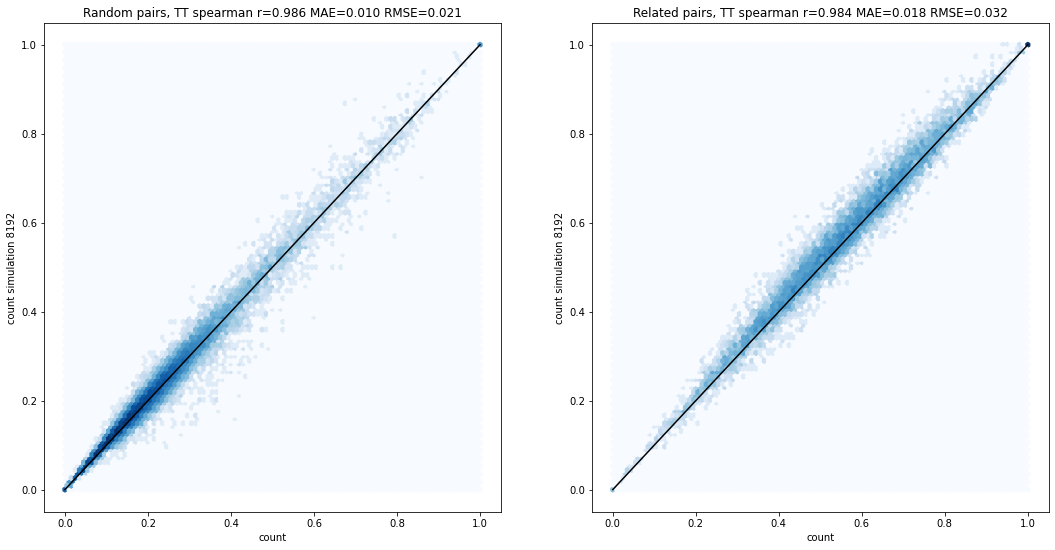 Random pairs, TT spearman r=0.986 MAE=0.010 RMSE=0.021
count simulation 8192
1.0
0.8
0.6
0.4
0.2
0.0
0.0 0.2 0.4 0.6 0.8 1.0
count
Related pairs, TT spearman r=0.984 MAE=0.018 RMSE=0.032
count simulation 8192
1.0
0.8
0.6
0.4
0.2
0.0
0.0 0.2 0.4 0.6 0.8 1.0
count